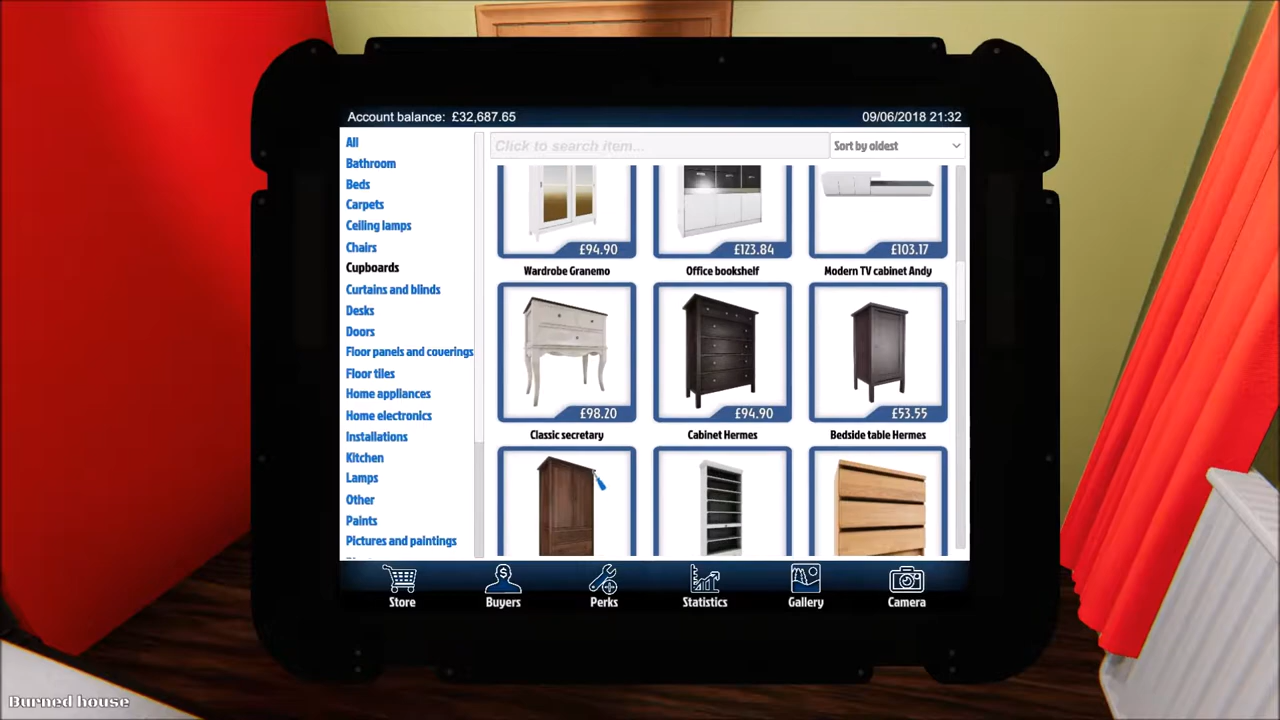 Account balance: £32,687.65
09/06/2018 21:32
All
Bathroom
Beds
Carpets
Ceiling lamps
Chairs
Cupboards
Curtains and blinds
Desks
Doors
Floor panels and coverings
Floor tiles
Home appliances
Home electronics
Installations
Kitchen
Lamps
Other
Paints
Pictures and paintings
Click to search item...
Sort by oldest
£94.90
£123.84
£103.17
Wardrobe Granemo
Office bookshelf
Modern TV cabinet Andy
£98.20
£94.90
£53.55
Classic secretary
Cabinet Hermes
Bedside table Hermes
Store
Buyers
Perks
Statistics
Gallery
Camera
Burned house